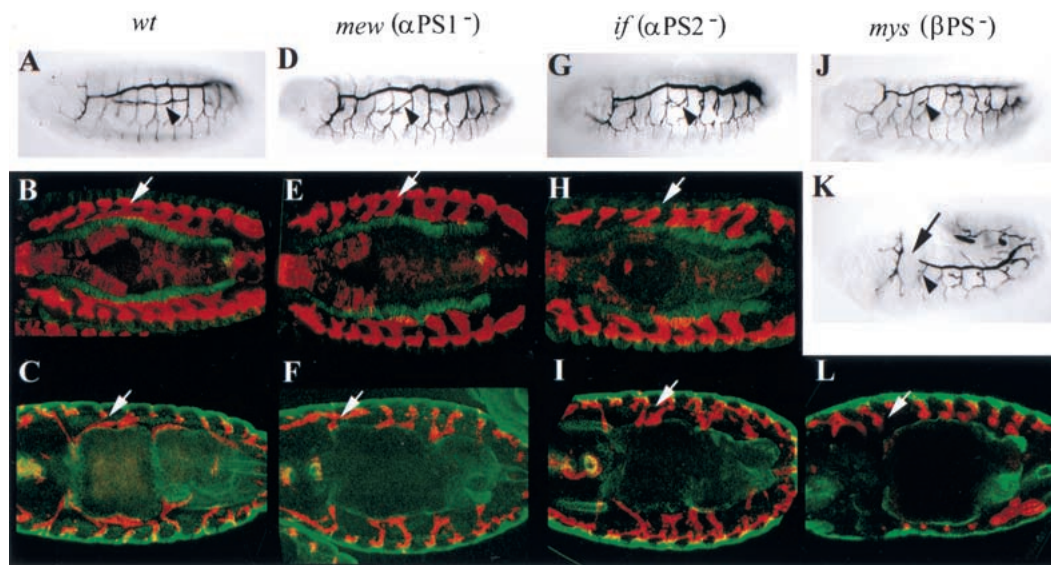 wt mew (αPS1⁻) if (αPS2⁻) mys (βPS⁻)
A D G J
B E H K
C F I L